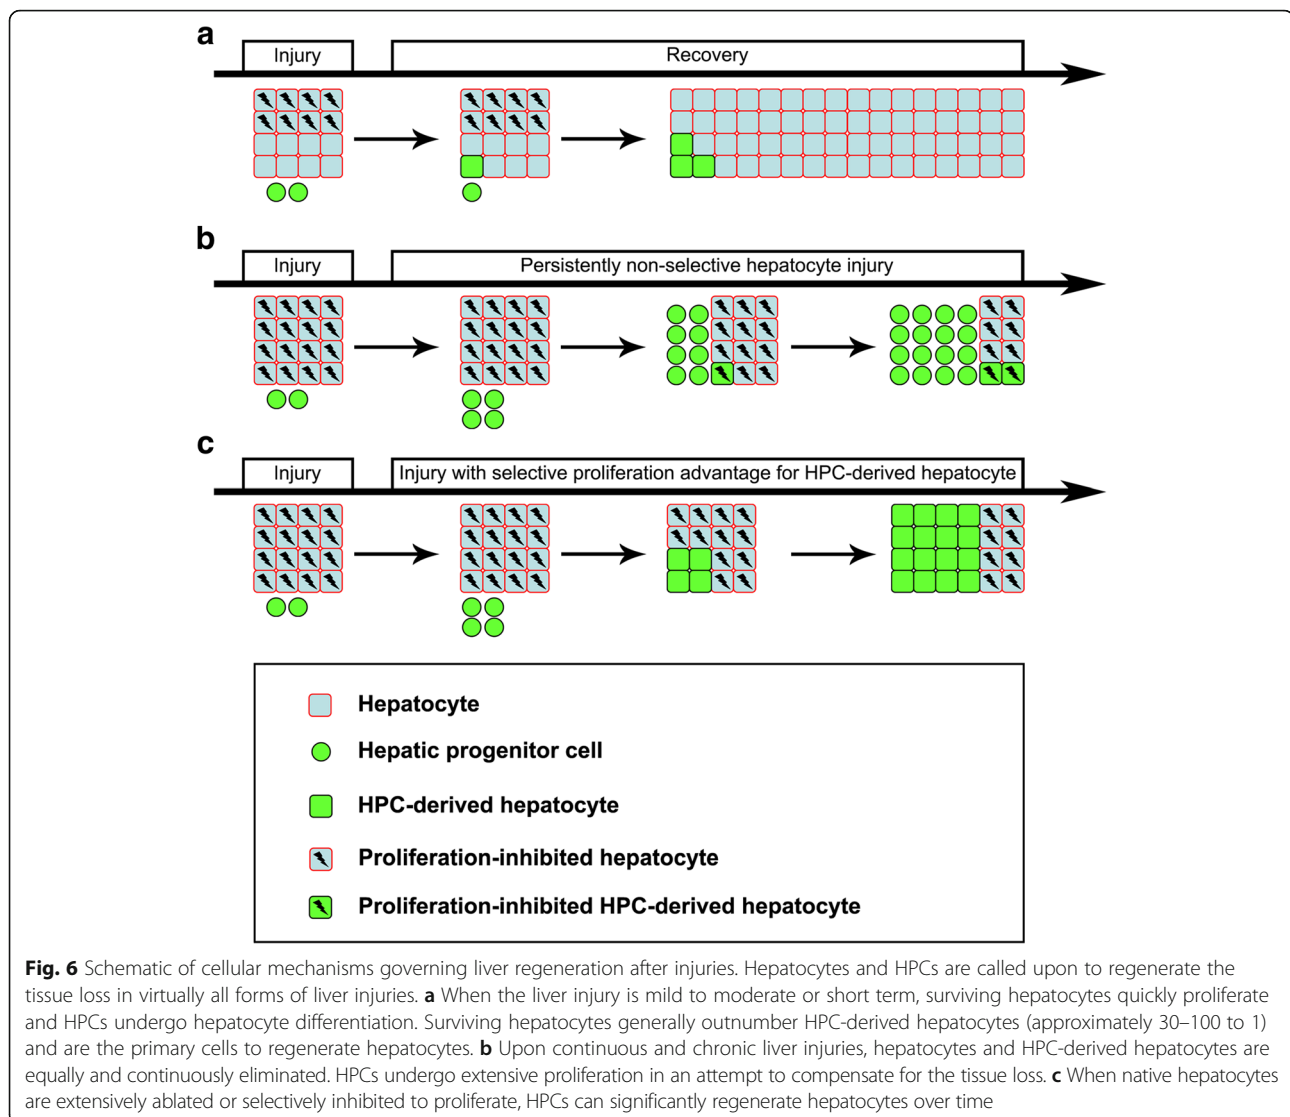 a
Injury
Recovery
b
Injury
Persistently non-selective hepatocyte injury
c
Injury
Injury with selective proliferation advantage for HPC-derived hepatocyte
Hepatocyte
Hepatic progenitor cell
HPC-derived hepatocyte
Proliferation-inhibited hepatocyte
Proliferation-inhibited HPC-derived hepatocyte
Fig. 6 Schematic of cellular mechanisms governing liver regeneration after injuries. Hepatocytes and HPCs are called upon to regenerate the
tissue loss in virtually all forms of liver injuries. a When the liver injury is mild to moderate or short term, surviving hepatocytes quickly proliferate
and HPCs undergo hepatocyte differentiation. Surviving hepatocytes generally outnumber HPC-derived hepatocytes (approximately 30–100 to 1)
and are the primary cells to regenerate hepatocytes. b Upon continuous and chronic liver injuries, hepatocytes and HPC-derived hepatocytes are
equally and continuously eliminated. HPCs undergo extensive proliferation in an attempt to compensate for the tissue loss. c When native hepatocytes
are extensively ablated or selectively inhibited to proliferate, HPCs can significantly regenerate hepatocytes over time